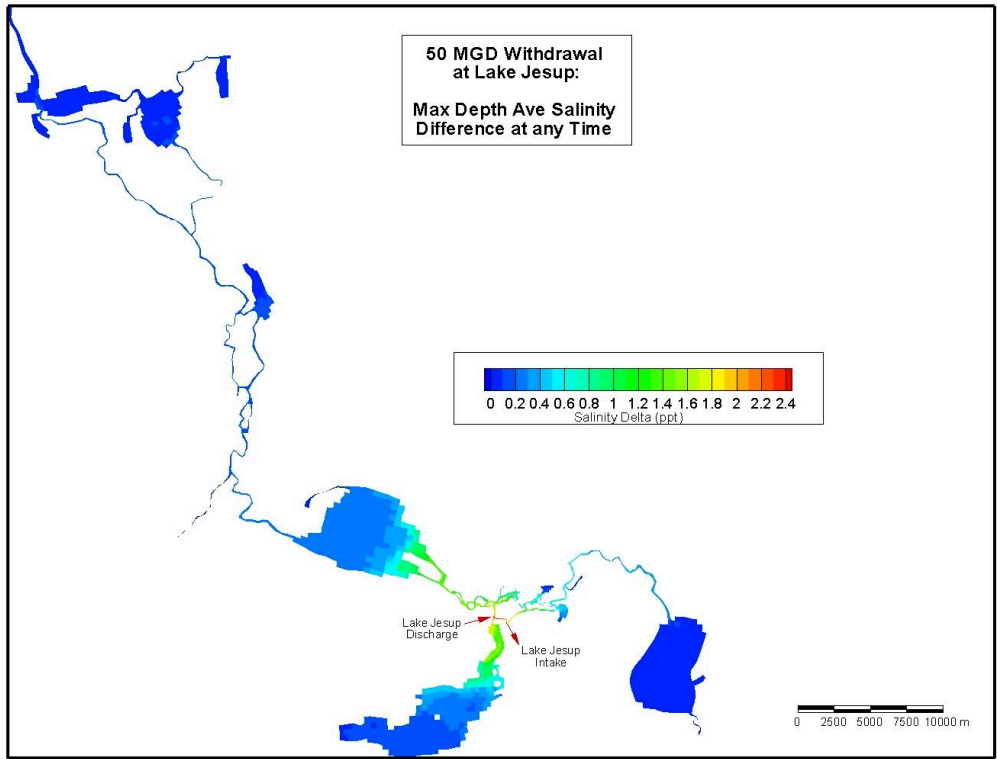 50 MGD Withdrawal
at Lake Jesup:
Max Depth Ave Salinity
Difference at any Time
0 0.2 0.4 0.6 0.8 1 1.2 1.4 1.6 1.8 2 2.2 2.4
Salinity Delta (ppt)
Lake Jesup
Discharge
Lake Jesup
Intake
0 2500 5000 7500 10000 m